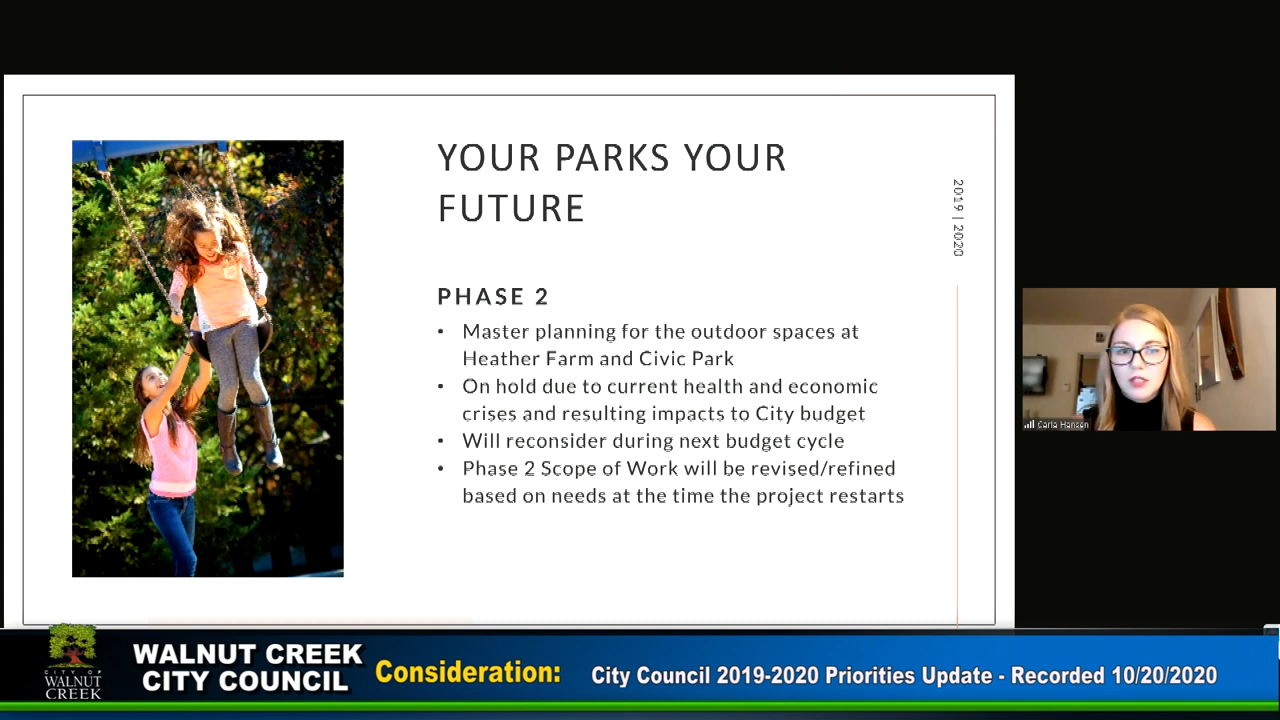 YOUR PARKS YOUR
FUTURE
2019 | 2020
PHASE 2
• Master planning for the outdoor spaces at
Heather Farm and Civic Park
• On hold due to current health and economic
crises and resulting impacts to City budget
• Will reconsider during next budget cycle
• Phase 2 Scope of Work will be revised/refined
based on needs at the time the project restarts
Carla Hansen
CITY OF
WALNUT
CREEK
WALNUT CREEK
CITY COUNCIL
Consideration:
City Council 2019-2020 Priorities Update - Recorded 10/20/2020